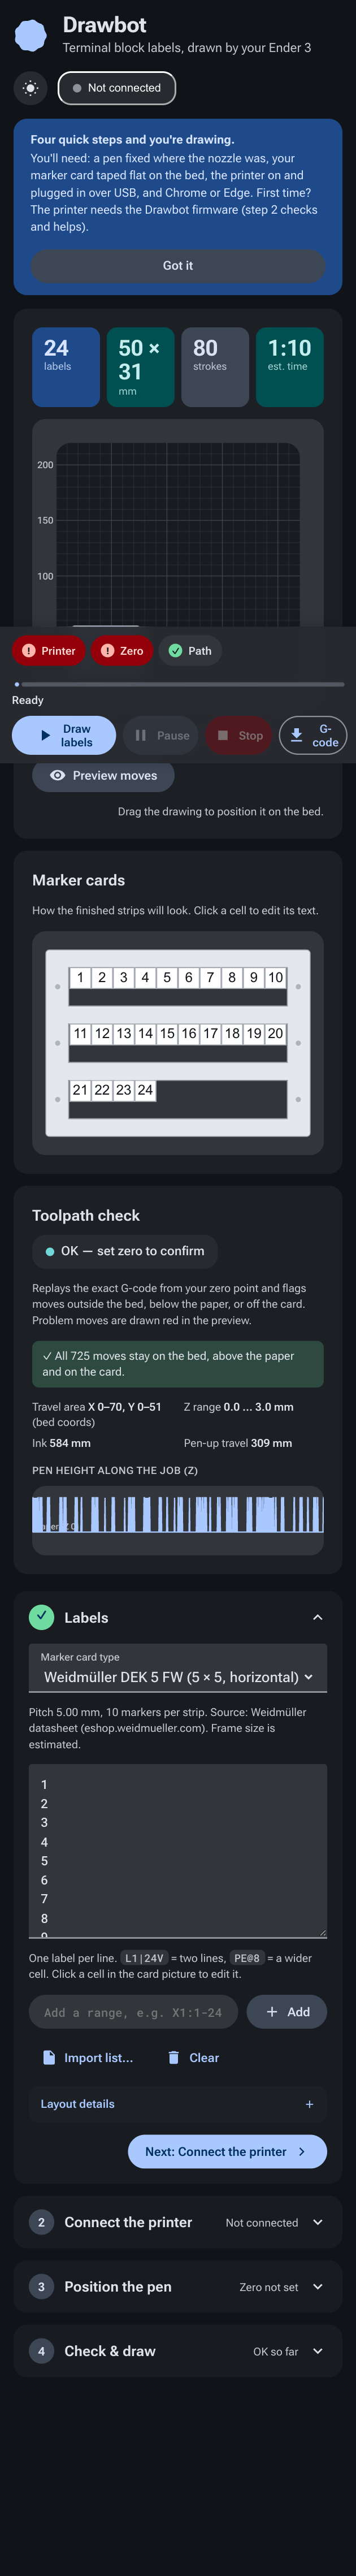 Drawbot
Terminal block labels, drawn by your Ender 3
Not connected
Four quick steps and you're drawing.
You'll need: a pen fixed where the nozzle was, your
marker card taped flat on the bed, the printer on and
plugged in over USB, and Chrome or Edge. First time?
The printer needs the Drawbot firmware (step 2 checks
and helps).
Got it
24
labels
50 ×
31
mm
80
strokes
1:10
est. time
200
150
100
Printer
Zero
Path
Ready
Draw
labels
Pause
Stop
G-
code
Preview moves
Drag the drawing to position it on the bed.
Marker cards
How the finished strips will look. Click a cell to edit its text.
1 2 3 4 5 6 7 8 9 10
11 12 13 14 15 16 17 18 19 20
21 22 23 24
Toolpath check
OK — set zero to confirm
Replays the exact G-code from your zero point and flags
moves outside the bed, below the paper, or off the card.
Problem moves are drawn red in the preview.
✓ All 725 moves stay on the bed, above the paper
and on the card.
Travel area X 0–70, Y 0–51
(bed coords)
Z range 0.0 … 3.0 mm
Ink 584 mm
Pen-up travel 309 mm
PEN HEIGHT ALONG THE JOB (Z)
Labels
Marker card type
Weidmüller DEK 5 FW (5 × 5, horizontal)
Pitch 5.00 mm, 10 markers per strip. Source: Weidmüller
datasheet (eshop.weidmueller.com). Frame size is
estimated.
1
2
3
4
5
6
7
8
9
One label per line. L1|24V = two lines, PE@8 = a wider
cell. Click a cell in the card picture to edit it.
Add a range, e.g. X1:1-24
+ Add
Import list...
Clear
Layout details +
Next: Connect the printer
2 Connect the printer Not connected
3 Position the pen Zero not set
4 Check & draw OK so far